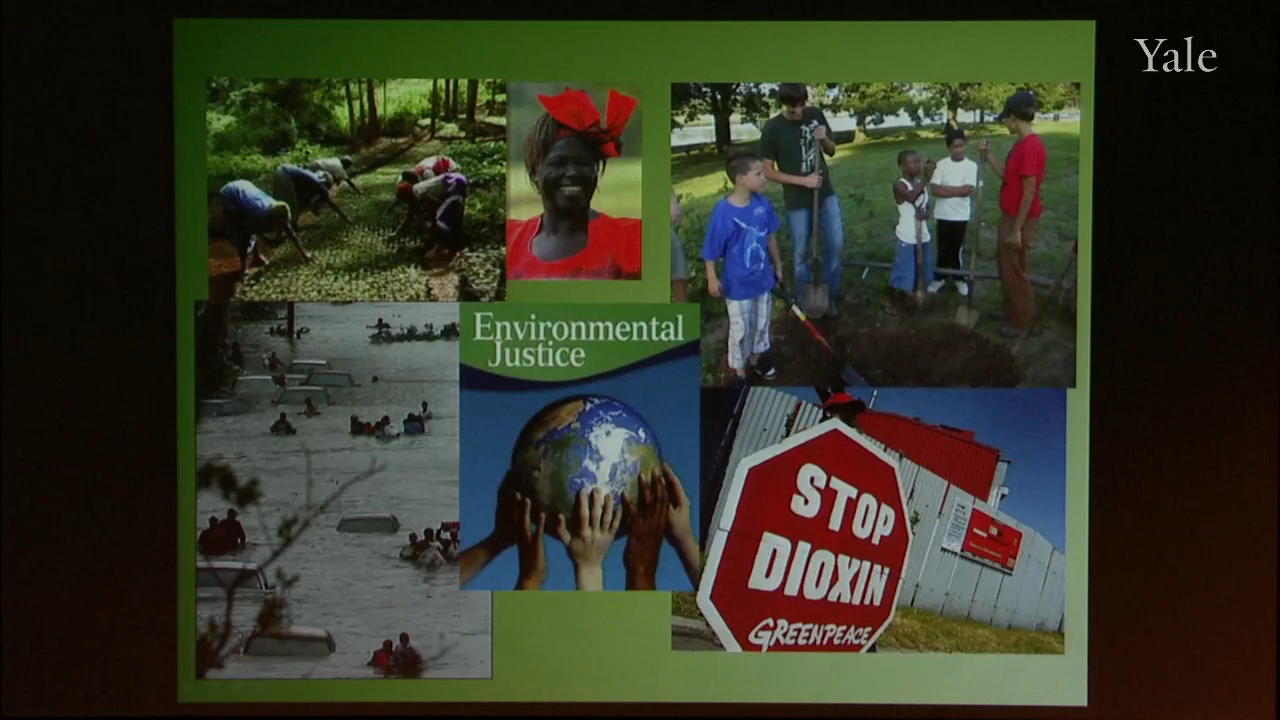 Yale
Environmental
Justice
STOP
DIOXIN
GREENPEACE